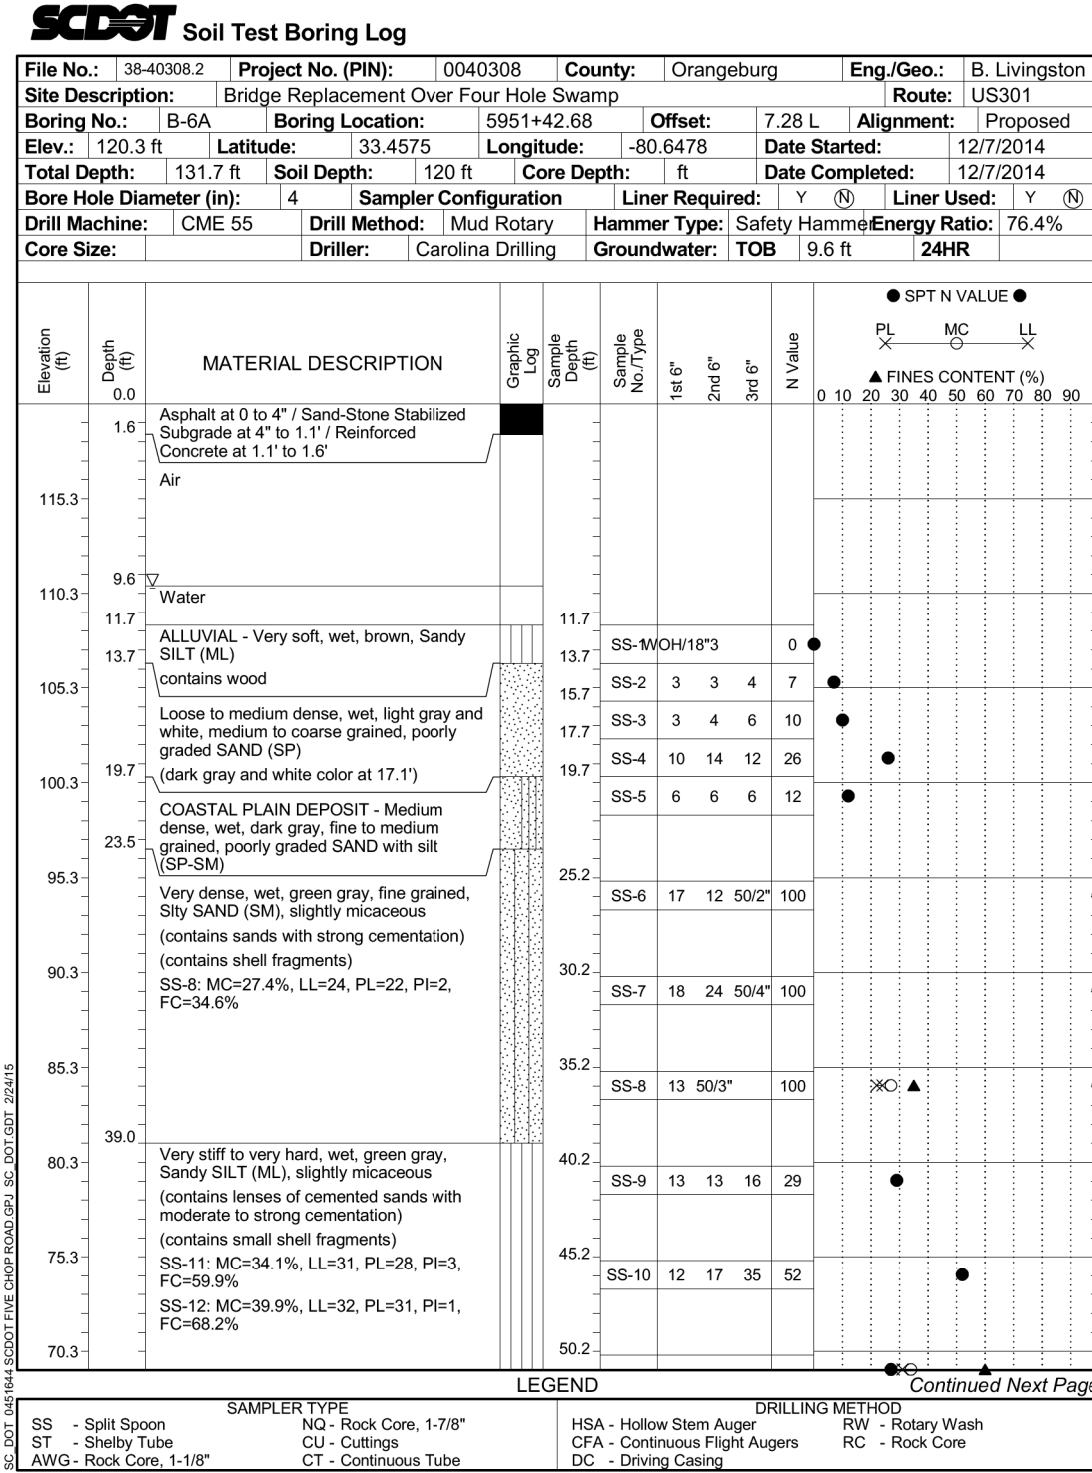 SCDOT Soil Test Boring Log
File No.: 38-40308.2 Project No. (PIN): 0040308 County: Orangeburg Eng./Geo.: B. Livingston
Site Description: Bridge Replacement Over Four Hole Swamp Route: US301
Boring No.: B-6A Boring Location: 5951+42.68 Offset: 7.28 L Alignment: Proposed
Elev.: 120.3 ft Latitude: 33.4575 Longitude: -80.6478 Date Started: 12/7/2014
Total Depth: 131.7 ft Soil Depth: 120 ft Core Depth: ft Date Completed: 12/7/2014
Bore Hole Diameter (in): 4 Sampler Configuration Liner Required: Y N Liner Used: Y N
Drill Machine: CME 55 Drill Method: Mud Rotary Hammer Type: Safety Hammer Energy Ratio: 76.4%
Core Size: Driller: Carolina Drilling Groundwater: TOB 9.6 ft 24HR
Elevation (ft)
Depth (ft)
0.0
MATERIAL DESCRIPTION
Graphic Log
Sample Depth (ft)
Sample No./Type
1st 6"
2nd 6"
3rd 6"
N Value
● SPT N VALUE ●
PL MC LL
▲ FINES CONTENT (%)
0 10 20 30 40 50 60 70 80 90
1.6
Asphalt at 0 to 4" / Sand-Stone Stabilized
Subgrade at 4" to 1.1' / Reinforced
Concrete at 1.1' to 1.6'
Air
115.3
9.6
110.3
Water
11.7 11.7
ALLUVIAL - Very soft, wet, brown, Sandy
SILT (ML)
SS-1 WOH/18"3 0
13.7 13.7
contains wood
SS-2 3 3 4 7
105.3 15.7
Loose to medium dense, wet, light gray and
white, medium to coarse grained, poorly
graded SAND (SP)
SS-3 3 4 6 10
17.7
SS-4 10 14 12 26
(dark gray and white color at 17.1')
19.7 19.7
100.3
SS-5 6 6 6 12
COASTAL PLAIN DEPOSIT - Medium
dense, wet, dark gray, fine to medium
grained, poorly graded SAND with silt
(SP-SM)
23.5
95.3 25.2
Very dense, wet, green gray, fine grained,
Slty SAND (SM), slightly micaceous
SS-6 17 12 50/2" 100
(contains sands with strong cementation)
(contains shell fragments)
90.3 30.2
SS-8: MC=27.4%, LL=24, PL=22, PI=2,
FC=34.6%
SS-7 18 24 50/4" 100
85.3 35.2
SS-8 13 50/3" 100
39.0
Very stiff to very hard, wet, green gray,
Sandy SILT (ML), slightly micaceous
80.3 40.2
SS-9 13 13 16 29
(contains lenses of cemented sands with
moderate to strong cementation)
(contains small shell fragments)
75.3 45.2
SS-11: MC=34.1%, LL=31, PL=28, PI=3,
FC=59.9%
SS-10 12 17 35 52
SS-12: MC=39.9%, LL=32, PL=31, PI=1,
FC=68.2%
70.3 50.2
LEGEND
Continued Next Page
SAMPLER TYPE DRILLING METHOD
SS - Split Spoon NQ - Rock Core, 1-7/8" HSA - Hollow Stem Auger RW - Rotary Wash
ST - Shelby Tube CU - Cuttings CFA - Continuous Flight Augers RC - Rock Core
AWG - Rock Core, 1-1/8" CT - Continuous Tube DC - Driving Casing
SC_DOT 0451644 SCDOT FIVE CHOP ROAD.GPJ SC_DOT.GDT 2/24/15